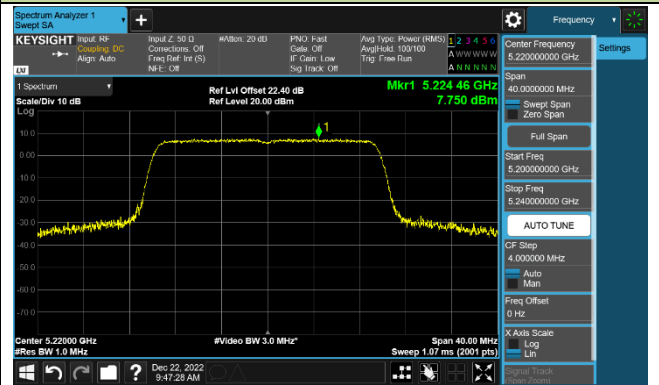 Spectrum Analyzer 1
Swept SA
Frequency
KEYSIGHT
Input: RF
Coupling: DC
Align: Auto
Input Z: 50 Ω
Corrections: Off
Freq Ref: Int (S)
NFE: Off
#Atten: 20 dB
PNO: Fast
Gate: Off
IF Gain: Low
Sig Track: Off
Avg Type: Power (RMS)
Avg|Hold: 100/100
Trig: Free Run
1 2 3 4 5 6
A W W W W W
A N N N N N
LXI
1 Spectrum
Scale/Div 10 dB
Ref Lvl Offset 22.40 dB
Ref Level 20.00 dBm
Mkr1 5.224 46 GHz
7.750 dBm
Log
1
10.0
0.00
-10.0
-20.0
-30.0
-40.0
-50.0
-60.0
-70.0
Center 5.22000 GHz
#Res BW 1.0 MHz
#Video BW 3.0 MHz*
Span 40.00 MHz
Sweep 1.07 ms (2001 pts)
Dec 22, 2022
9:47:28 AM
Center Frequency
5.220000000 GHz
Settings
Span
40.0000000 MHz
Swept Span
Zero Span
Full Span
Start Freq
5.200000000 GHz
Stop Freq
5.240000000 GHz
AUTO TUNE
CF Step
4.000000 MHz
Auto
Man
Freq Offset
0 Hz
X Axis Scale
Log
Lin
Signal Track
(Span Zoom)